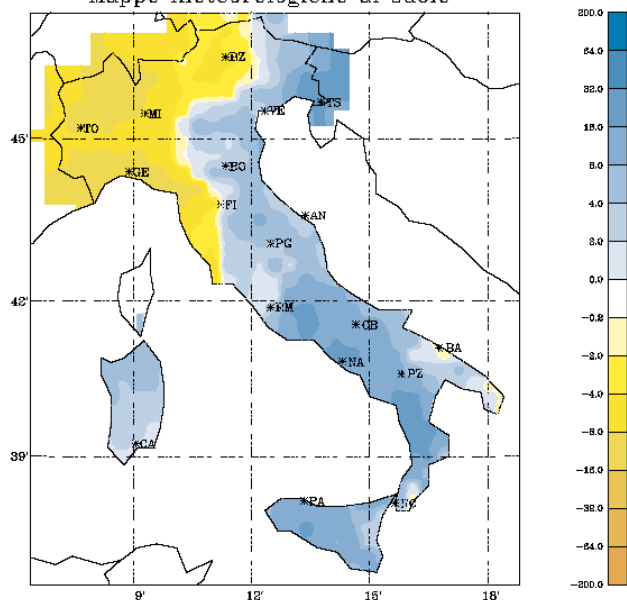 Mappe
BZ
TS
MI
VE
TO
45'
BO
GE
FI
AN
PG
42'
RM
CB
BA
NA
PZ
39'
CA
PA
RC
9'
12'
15'
18'
200.0
64.0
32.0
16.0
8.0
4.0
2.0
0.0
-2.0
-4.0
-8.0
-16.0
-32.0
-64.0
-200.0